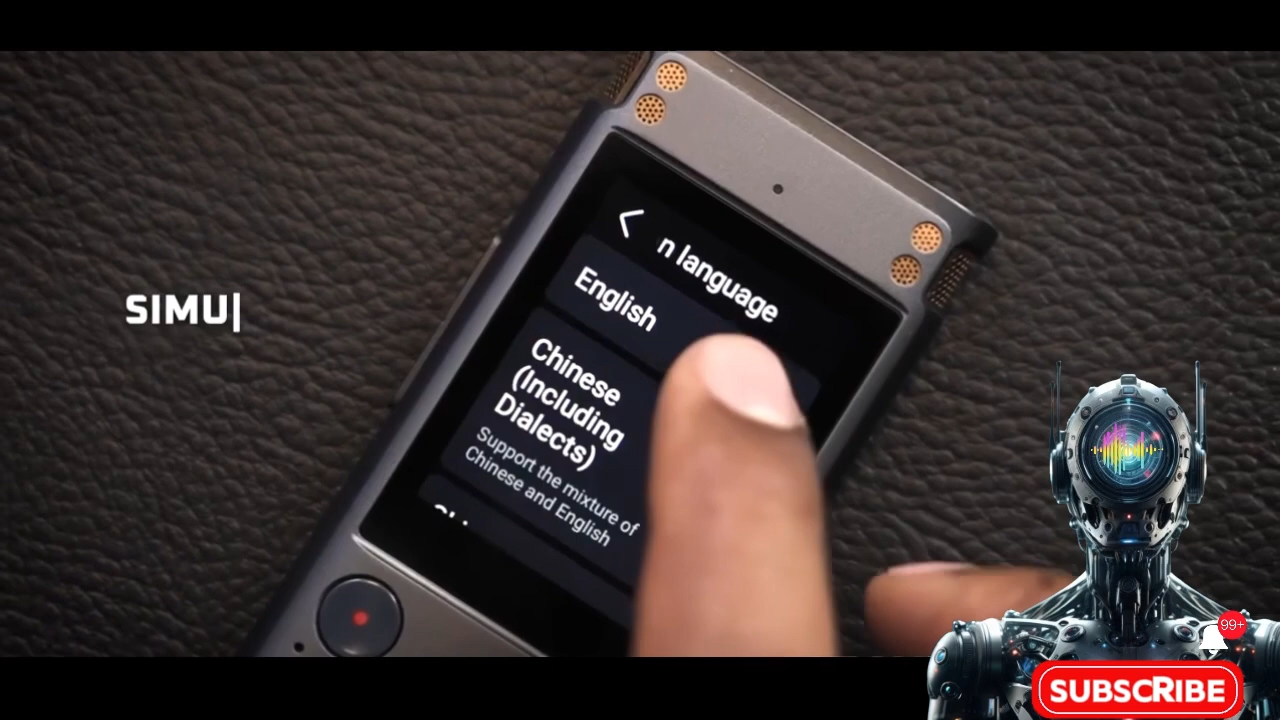 SIMU|
n language
English
Chinese
(Including
Dialects)
Support the mixture of
Chinese and English
99+
SUBSCRIBE